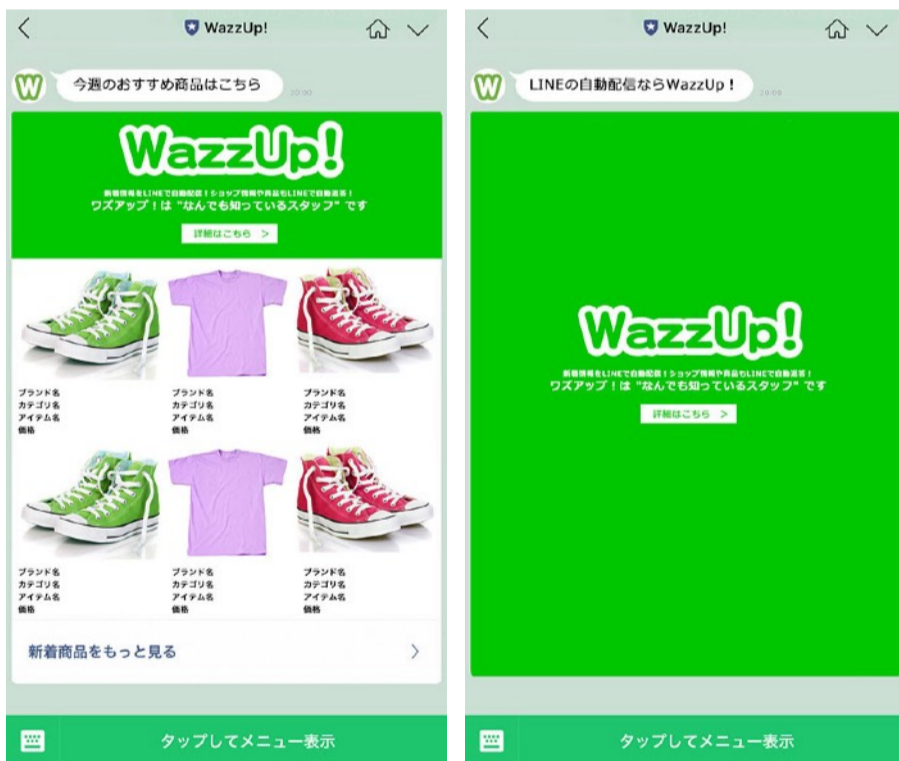 WazzUp!
今週のおすすめ商品はこちら
20:00
WazzUp!
新着情報をLINEで自動配信！ショップ情報や商品もLINEで自動返答！
ワズアップ！は "なんでも知っているスタッフ" です
詳細はこちら >
ブランド名
カテゴリ名
アイテム名
価格
ブランド名
カテゴリ名
アイテム名
価格
ブランド名
カテゴリ名
アイテム名
価格
ブランド名
カテゴリ名
アイテム名
価格
ブランド名
カテゴリ名
アイテム名
価格
ブランド名
カテゴリ名
アイテム名
価格
新着商品をもっと見る
タップしてメニュー表示
WazzUp!
W
LINEの自動配信ならWazzUp！
WazzUp!
新着情報をLINEで自動配信！ショップ情報や商品もLINEで自動返答！
ワズアップ！は "なんでも知っているスタッフ" です
詳細はこちら >
タップしてメニュー表示